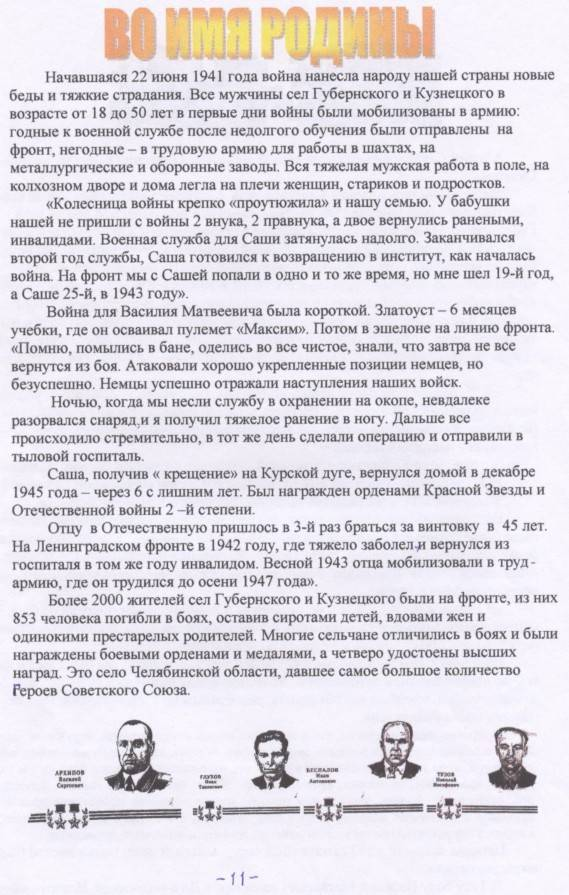 ВО ИМЯ РОДИНЫ
Начавшаяся 22 июня 1941 года война нанесла народу нашей страны новые
беды и тяжкие страдания. Все мужчины сел Губернского и Кузнецкого в
возрасте от 18 до 50 лет в первые дни войны были мобилизованы в армию:
годные к военной службе после недолгого обучения были отправлены на
фронт, негодные – в трудовую армию для работы в шахтах, на
металлургические и оборонные заводы. Вся тяжелая мужская работа в поле, на
колхозном дворе и дома легла на плечи женщин, стариков и подростков.
«Колесница войны крепко «проутюжила» и нашу семью. У бабушки
нашей не пришли с войны 2 внука, 2 правнука, а двое вернулись ранеными,
инвалидами. Военная служба для Саши затянулась надолго. Заканчивался
второй год службы, Саша готовился к возвращению в институт, как началась
война. На фронт мы с Сашей попали в одно и то же время, но мне шел 19-й год,
а Саше 25-й, в 1943 году».
Война для Василия Матвеевича была короткой. Златоуст – 6 месяцев
учебки, где он осваивал пулемет «Максим». Потом в эшелоне на линию фронта.
«Помню, помылись в бане, оделись во все чистое, знали, что завтра не все
вернутся из боя. Атаковали хорошо укрепленные позиции немцев, но
безуспешно. Немцы успешно отражали наступления наших войск.
Ночью, когда мы несли службу в охранении на окопе, невдалеке
разорвался снаряд,и я получил тяжелое ранение в ногу. Дальше все
происходило стремительно, в тот же день сделали операцию и отправили в
тыловой госпиталь.
Саша, получив « крещение» на Курской дуге, вернулся домой в декабре
1945 года – через 6 с лишним лет. Был награжден орденами Красной Звезды и
Отечественной войны 2 –й степени.
Отцу в Отечественную пришлось в 3-й раз браться за винтовку в 45 лет.
На Ленинградском фронте в 1942 году, где тяжело заболел,и вернулся из
госпиталя в том же году инвалидом. Весной 1943 отца мобилизовали в труд-
армию, где он трудился до осени 1947 года».
Более 2000 жителей сел Губернского и Кузнецкого были на фронте, из них
853 человека погибли в боях, оставив сиротами детей, вдовами жен и
одинокими престарелых родителей. Многие сельчане отличились в боях и были
награждены боевыми орденами и медалями, а четверо удостоены высших
наград. Это село Челябинской области, давшее самое большое количество
Героев Советского Союза.
АРХИПОВ
Василий
Сергеевич
ГЛУХОВ
Иван
БЕСПАЛОВ
Иван
Антонович
ТУЗОВ
Николай
Иосифович
-11-